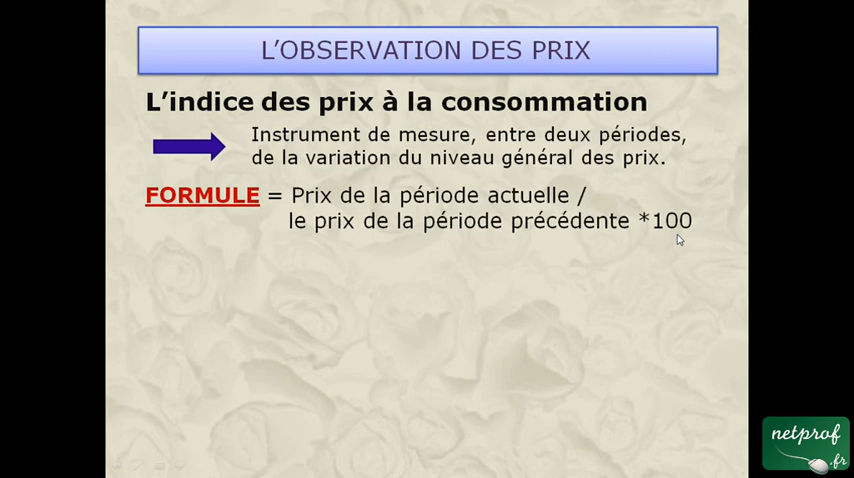 L’OBSERVATION DES PRIX
L’indice des prix à la consommation
Instrument de mesure, entre deux périodes,
de la variation du niveau général des prix.
FORMULE = Prix de la période actuelle /
le prix de la période précédente *100
netprof
.fr